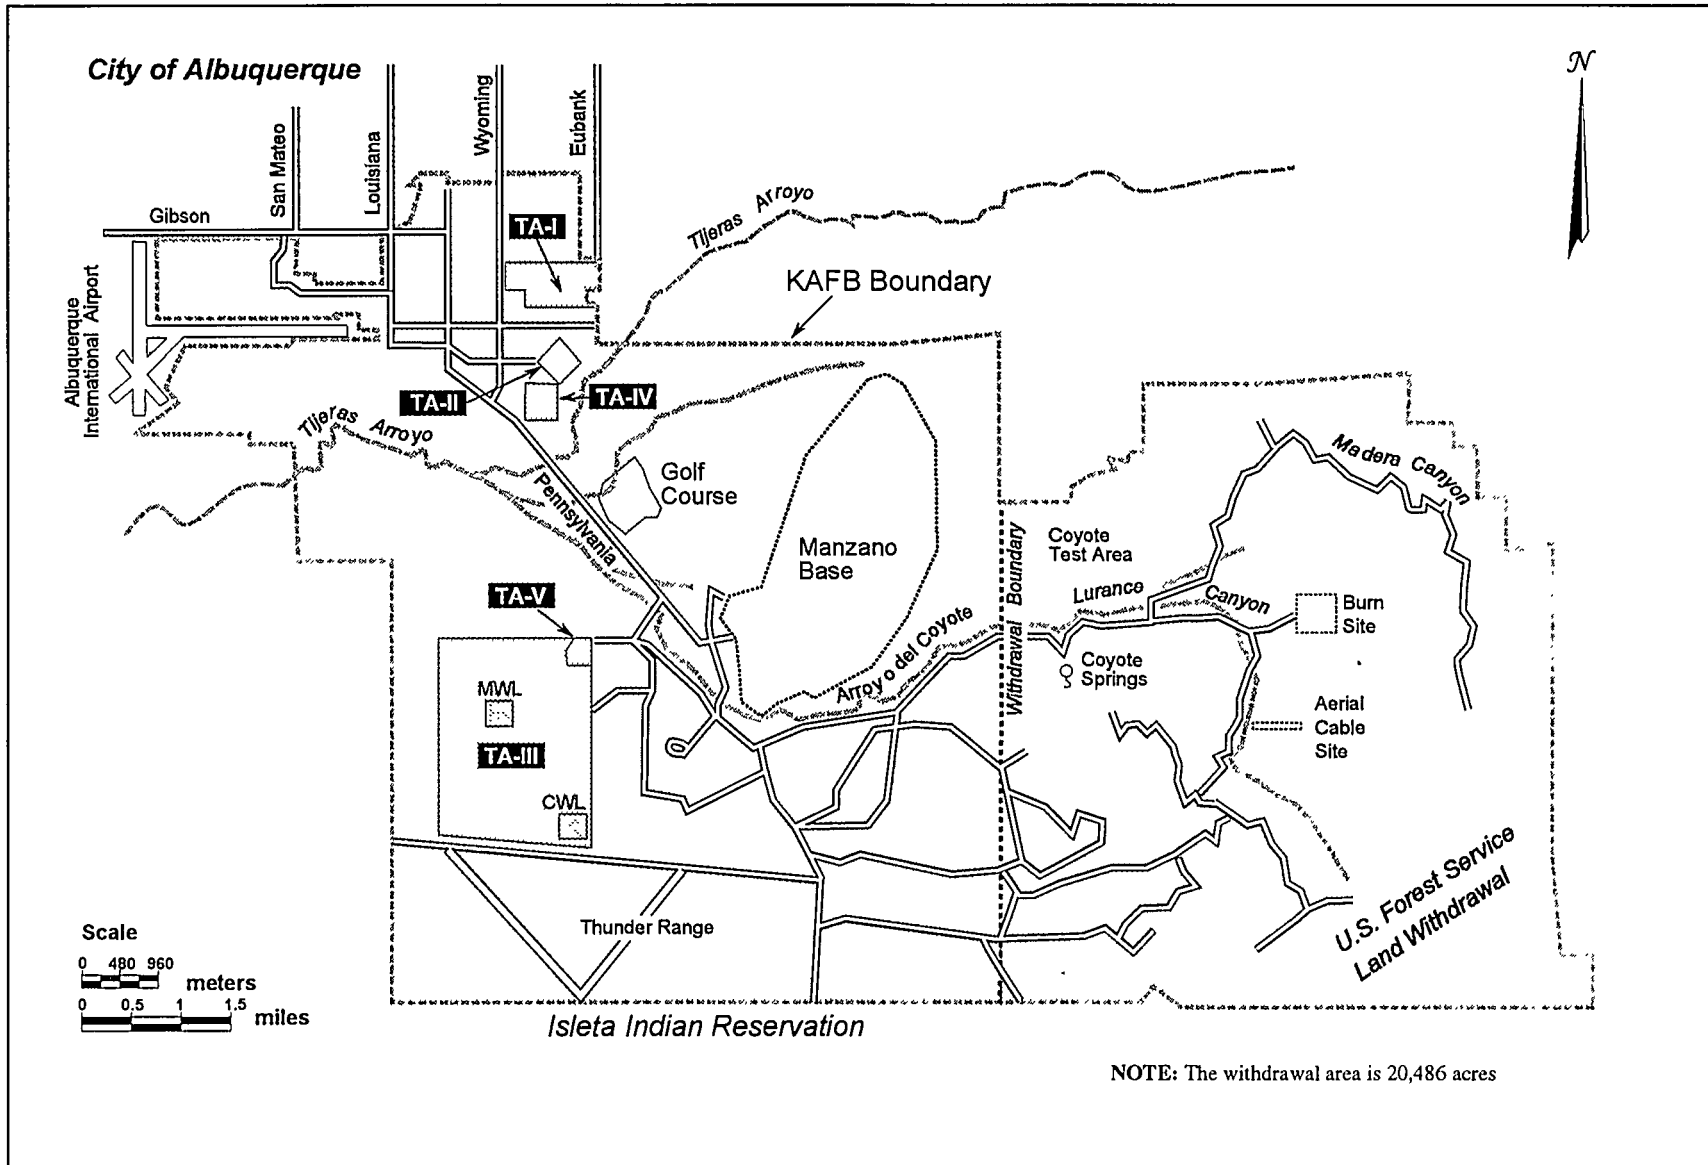 City of Albuquerque
N
San Mateo
Louisiana
Wyoming
Eubank
Gibson
TA-I
Tijeras Arroyo
KAFB Boundary
Albuquerque
International Airport
TA-II
TA-IV
Tijeras Arroyo
Golf
Course
Pennsylvania
Manzano
Base
Madera Canyon
Coyote
Test Area
Withdrawal Boundary
Lurance
Canyon
Burn
Site
TA-V
Arroyo del Coyote
Coyote
Springs
MWL
TA-III
CWL
Aerial
Cable
Site
Thunder Range
U.S. Forest Service
Land Withdrawal
Scale
0 480 960
meters
0 0.5 1 1.5
miles
Isleta Indian Reservation
NOTE: The withdrawal area is 20,486 acres